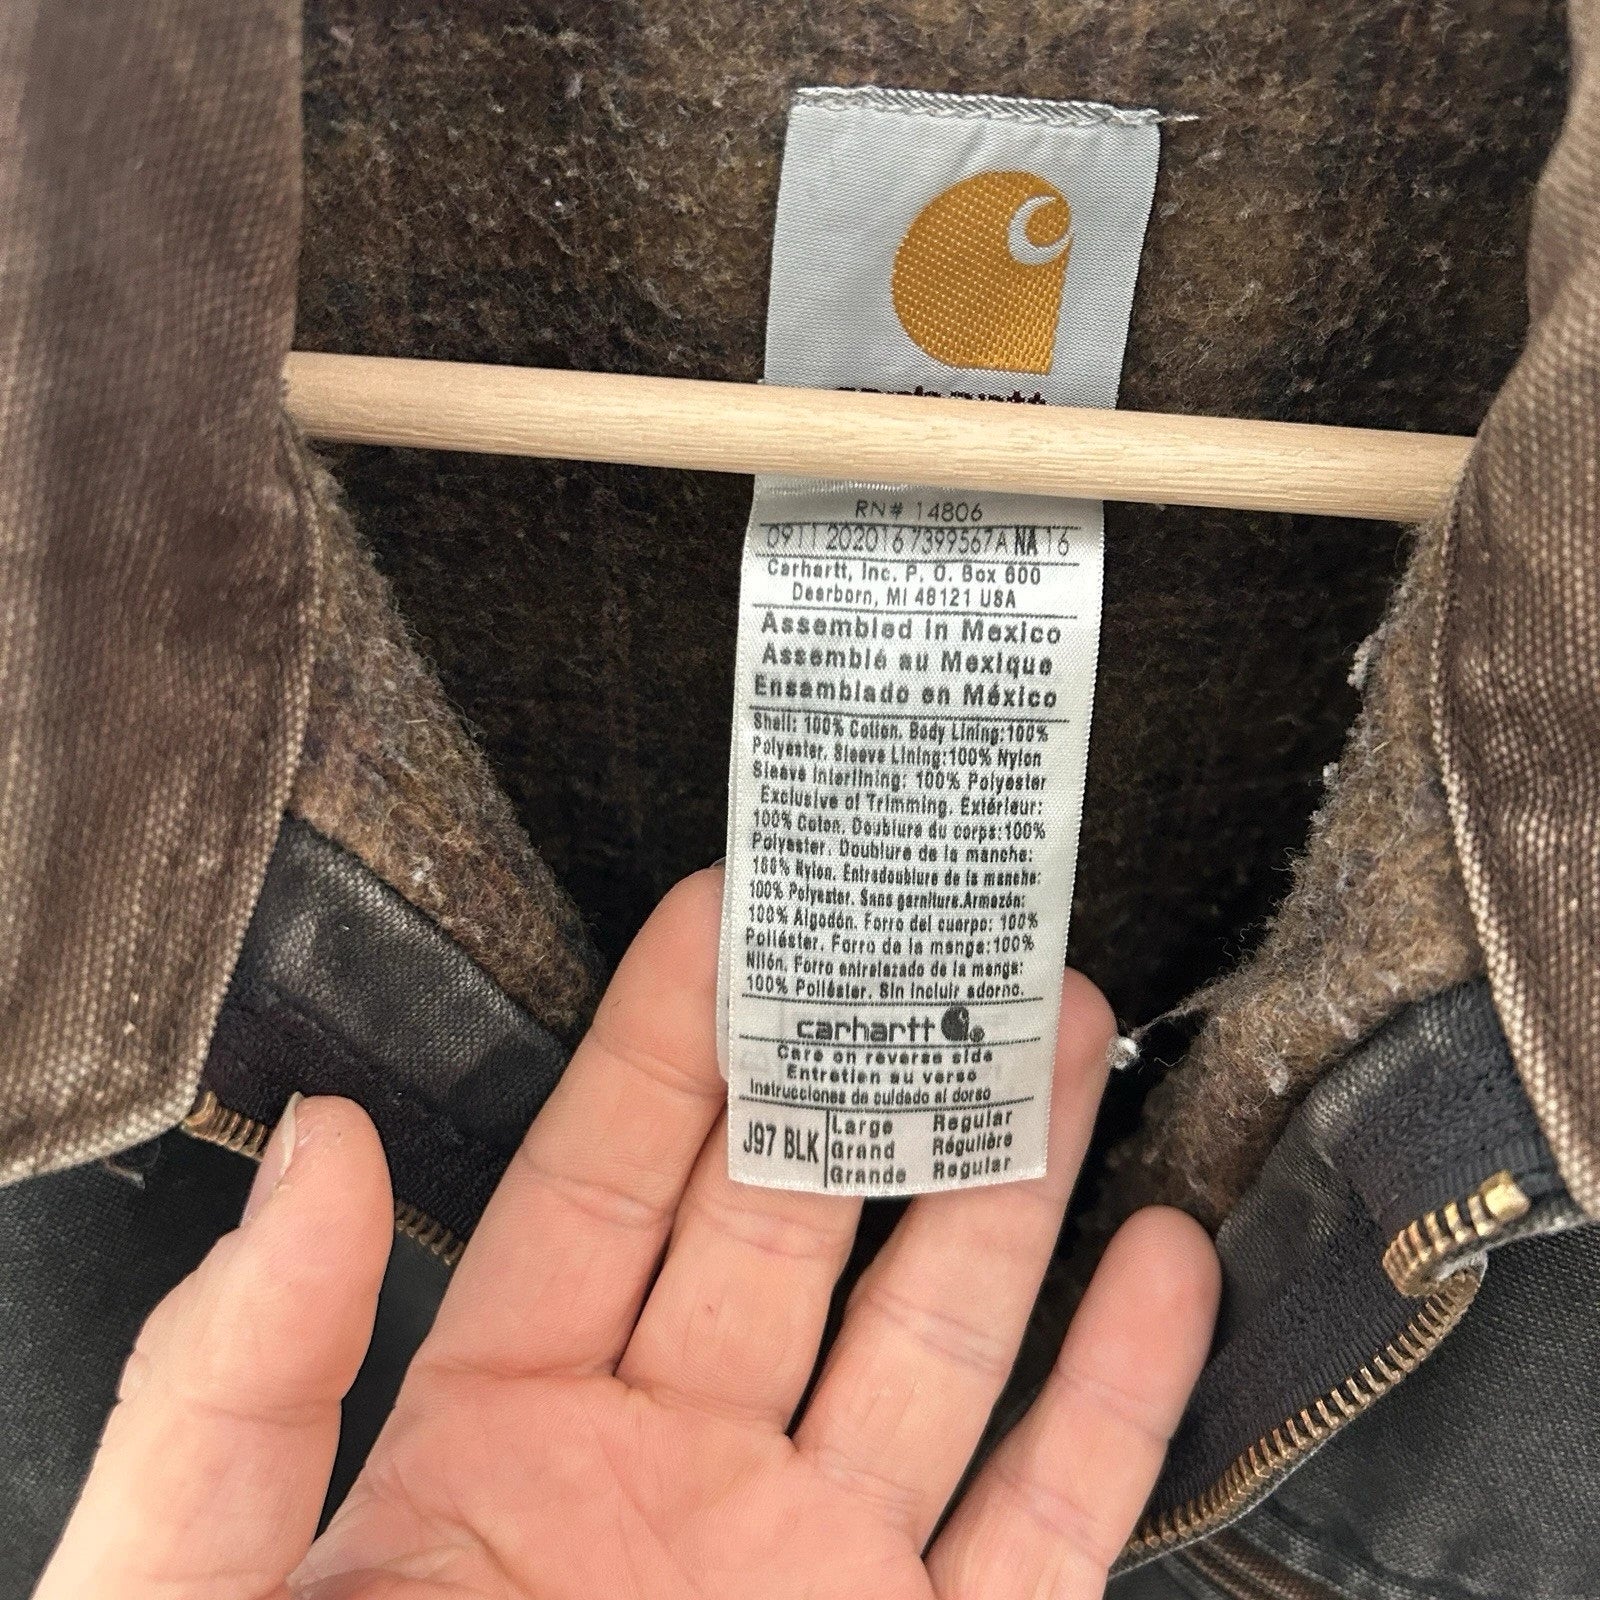 carhartt
RN# 14806
0911 202016 7399567A NA 16
Carhartt, Inc. P. O. Box 600
Dearborn, MI 48121 USA
Assembled in Mexico
Assemblé au Mexique
Ensamblado en México
Shell: 100% Cotton. Body Lining:100%
Polyester. Sleeve Lining:100% Nylon
Sleeve Interlining: 100% Polyester
Exclusive of Trimming. Extérieur:
100% Coton. Doublure du corps:100%
Polyester. Doublure de la manche:
100% Nylon. Entredoublure de la manche:
100% Polyester. Sans garniture.Armazón:
100% Algodón. Forro del cuerpo: 100%
Poliéster. Forro de la manga:100%
Nilón. Forro entrelazado de la manga:
100% Poliéster. Sin incluir adorno.
carhartt
Care on reverse side
Entretien au verso
Instrucciones de cuidado al dorso
J97 BLK
Large Regular
Grand Régulière
Grande Regular